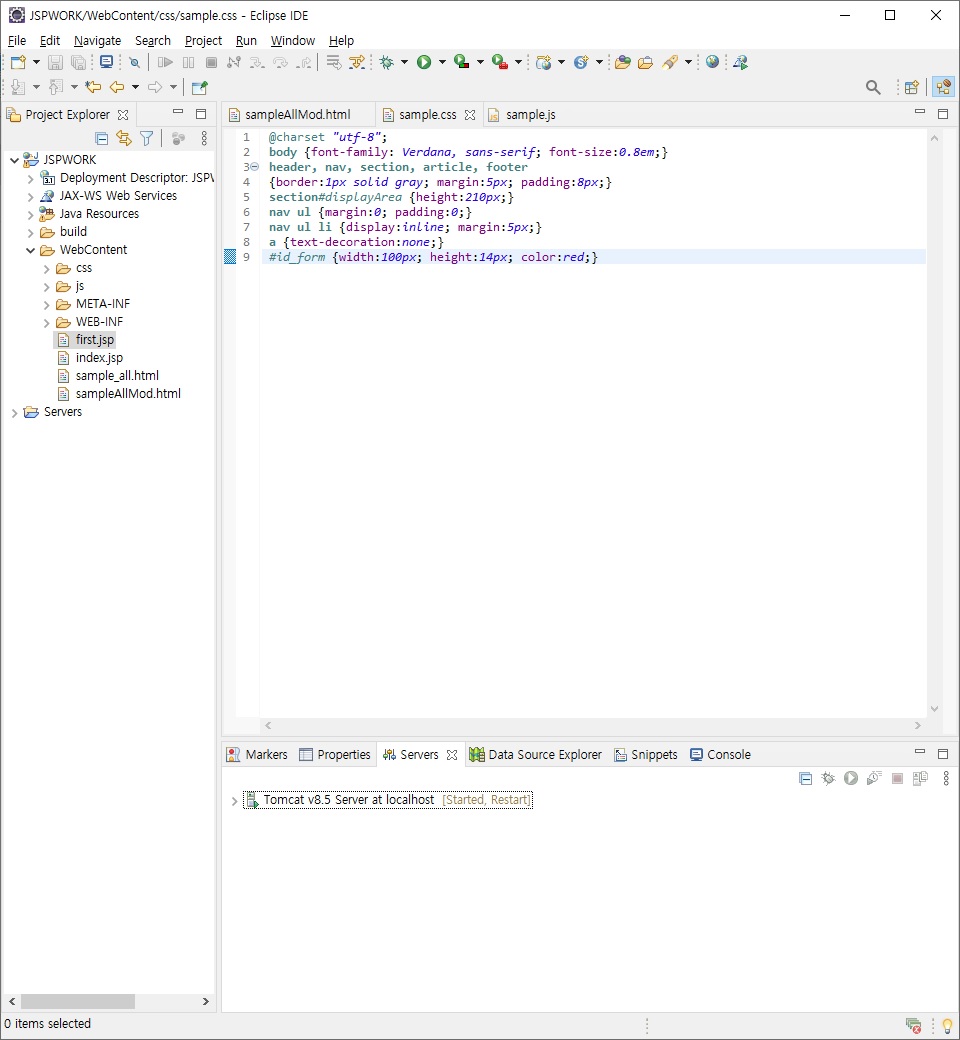 JSPWORK/WebContent/css/sample.css - Eclipse IDE
File Edit Navigate Search Project Run Window Help
Project Explorer
JSPWORK
Deployment Descriptor: JSPW
JAX-WS Web Services
Java Resources
build
WebContent
css
js
META-INF
WEB-INF
first.jsp
index.jsp
sample_all.html
sampleAllMod.html
Servers
sampleAllMod.html sample.css sample.js
1 @charset "utf-8";
2 body {font-family: Verdana, sans-serif; font-size:0.8em;}
3 header, nav, section, article, footer
4 {border:1px solid gray; margin:5px; padding:8px;}
5 section#displayArea {height:210px;}
6 nav ul {margin:0; padding:0;}
7 nav ul li {display:inline; margin:5px;}
8 a {text-decoration:none;}
9 #id_form {width:100px; height:14px; color:red;}
Markers Properties Servers Data Source Explorer Snippets Console
Tomcat v8.5 Server at localhost [Started, Restart]
0 items selected